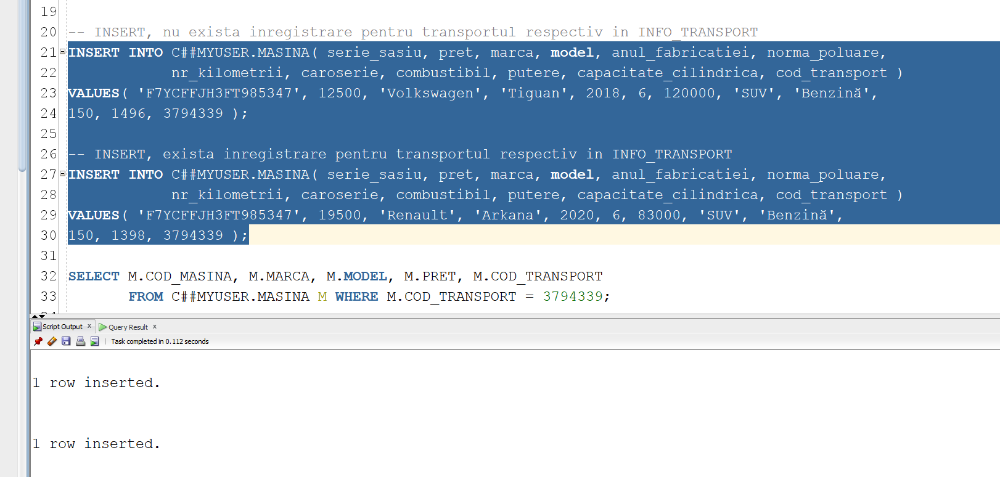 19
20 -- INSERT, nu exista inregistrare pentru transportul respectiv in INFO_TRANSPORT
21 INSERT INTO C##MYUSER.MASINA( serie_sasiu, pret, marca, model, anul_fabricatiei, norma_poluare,
22 nr_kilometrii, caroserie, combustibil, putere, capacitate_cilindrica, cod_transport )
23 VALUES( 'F7YCFFJH3FT985347', 12500, 'Volkswagen', 'Tiguan', 2018, 6, 120000, 'SUV', 'Benzină',
24 150, 1496, 3794339 );
25
26 -- INSERT, exista inregistrare pentru transportul respectiv in INFO_TRANSPORT
27 INSERT INTO C##MYUSER.MASINA( serie_sasiu, pret, marca, model, anul_fabricatiei, norma_poluare,
28 nr_kilometrii, caroserie, combustibil, putere, capacitate_cilindrica, cod_transport )
29 VALUES( 'F7YCFFJH3FT985347', 19500, 'Renault', 'Arkana', 2020, 6, 83000, 'SUV', 'Benzină',
30 150, 1398, 3794339 );
31
32 SELECT M.COD_MASINA, M.MARCA, M.MODEL, M.PRET, M.COD_TRANSPORT
33 FROM C##MYUSER.MASINA M WHERE M.COD_TRANSPORT = 3794339;
Script Output x Query Result x
Task completed in 0.112 seconds
1 row inserted.
1 row inserted.